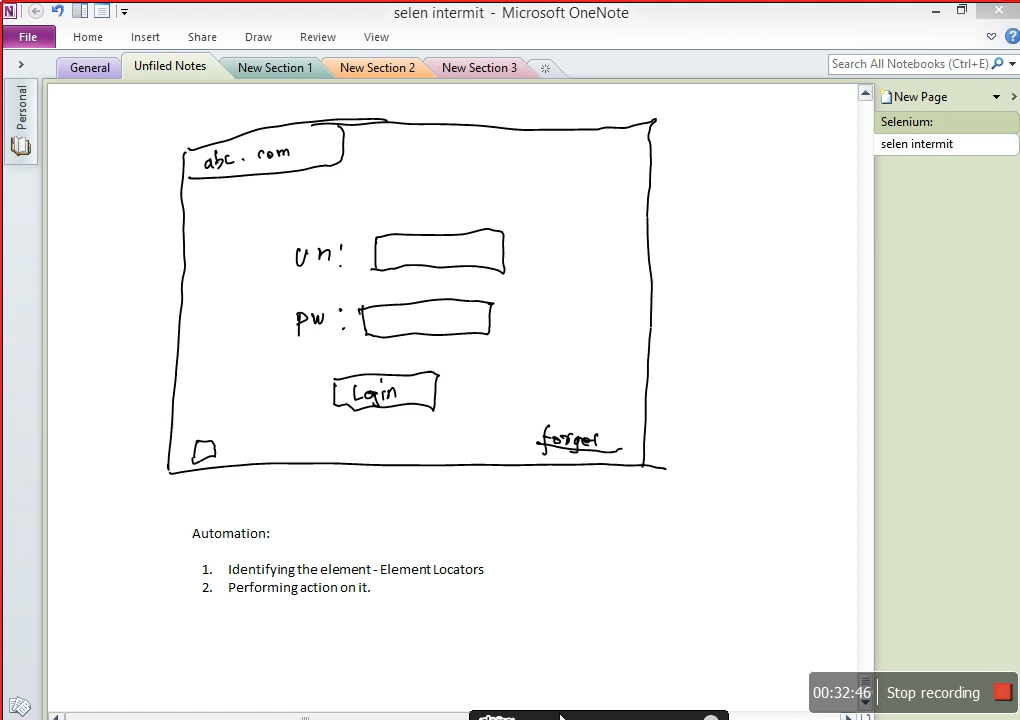 selen intermit - Microsoft OneNote
File Home Insert Share Draw Review View
General Unfiled Notes New Section 1 New Section 2 New Section 3
Search All Notebooks (Ctrl+E)
Personal
New Page
Selenium:
selen intermit
abc.com
un:
pw :
Login
forget
Automation:
1. Identifying the element - Element Locators
2. Performing action on it.
00:32:46 Stop recording